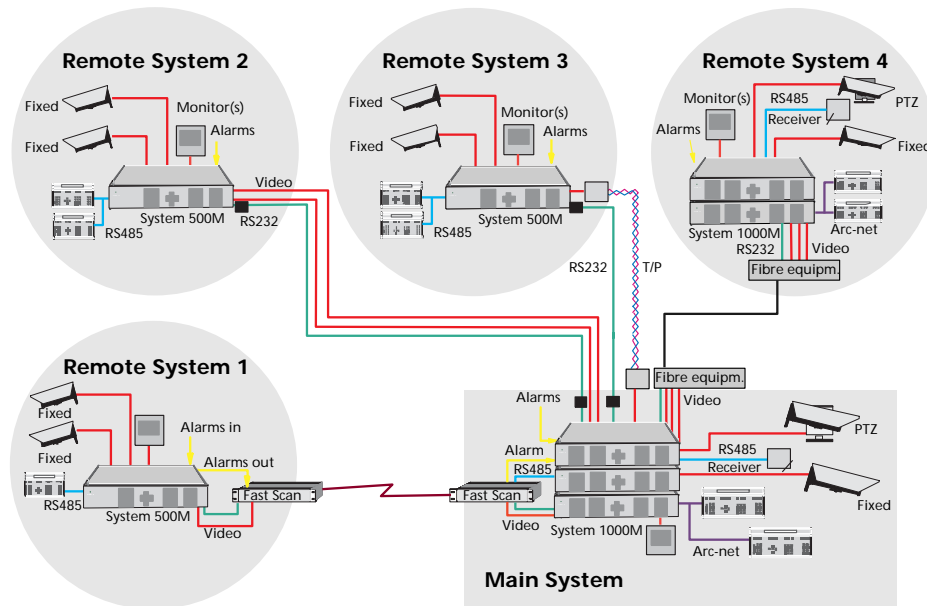 Remote System 2
Fixed
Monitor(s)
Alarms
Fixed
Video
System 500M
RS232
RS485
Remote System 3
Fixed
Monitor(s)
Alarms
Fixed
System 500M
RS485
RS232
T/P
Remote System 4
Monitor(s)
RS485
PTZ
Receiver
Alarms
Fixed
System 1000M
Arc-net
RS232
Video
Fibre equipm.
Remote System 1
Fixed
Alarms in
Fixed
Alarms out
RS485
Fast Scan
System 500M
Video
Fibre equipm.
Alarms
Video
PTZ
Alarm
RS485
RS485
Receiver
Fast Scan
Fixed
Video
System 1000M
Arc-net
Main System